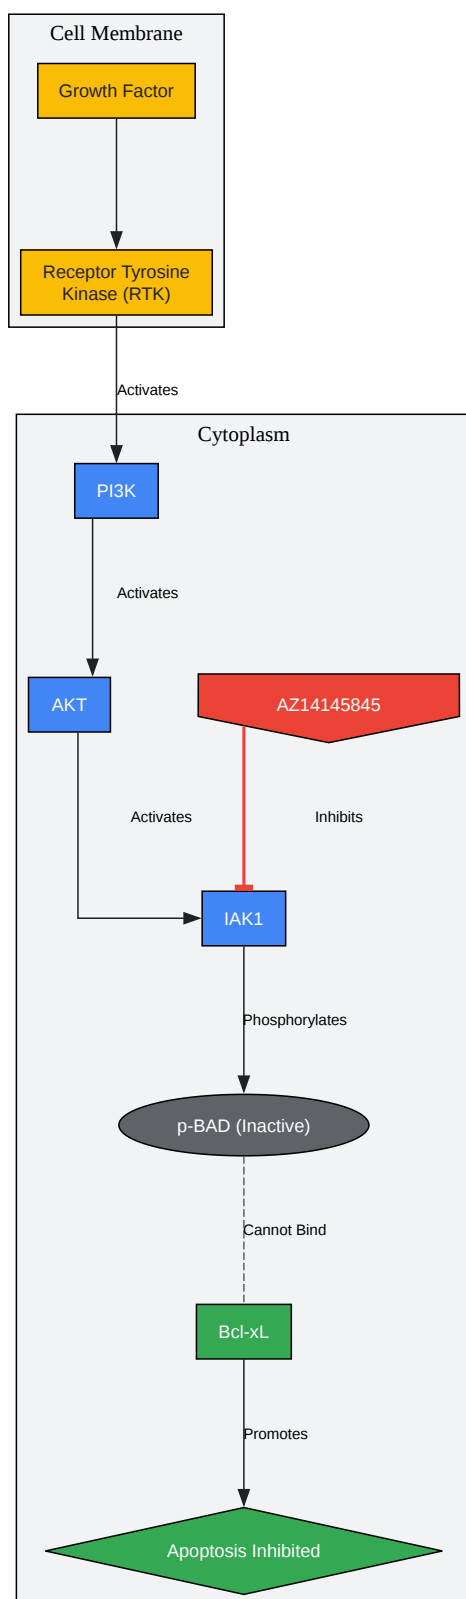 Cell Membrane
Growth Factor
Receptor Tyrosine
Kinase (RTK)
Activates
Cytoplasm
PI3K
Activates
AKT
AZ14145845
Activates
Inhibits
IAK1
Phosphorylates
p-BAD (Inactive)
Cannot Bind
Bcl-xL
Promotes
Apoptosis Inhibited